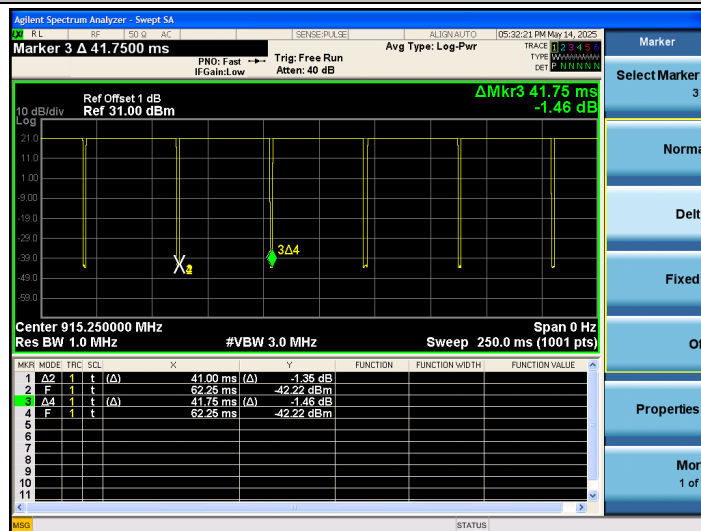 Agilent Spectrum Analyzer - Swept SA
LXI RL RF 50 Ω AC SENSE:PULSE ALIGN AUTO 05:32:21 PM May 14, 2025
Marker 3 Δ 41.7500 ms
PNO: Fast
IFGain:Low
Trig: Free Run
Atten: 40 dB
Avg Type: Log-Pwr
TRACE 1 2 3 4 5 6
TYPE WWWWWW
DET P N N N N N
ΔMkr3 41.75 ms
-1.46 dB
Ref Offset 1 dB
Ref 31.00 dBm
10 dB/div
Log
21.0
11.0
1.00
-9.00
-19.0
-29.0
-39.0
-49.0
-59.0
3Δ4
Center 915.250000 MHz
Span 0 Hz
Res BW 1.0 MHz
#VBW 3.0 MHz
Sweep 250.0 ms (1001 pts)
MKR MODE TRC SCL X Y FUNCTION FUNCTION WIDTH FUNCTION VALUE
1 Δ2 1 t (Δ) 41.00 ms (Δ) -1.35 dB
2 F 1 t 62.25 ms -42.22 dBm
3 Δ4 1 t (Δ) 41.75 ms (Δ) -1.46 dB
4 F 1 t 62.25 ms -42.22 dBm
5
6
7
8
9
10
11
MSG
STATUS
Marker
Select Marker
3
Norma
Delt
Fixed
Of
Properties
Mor
1 of